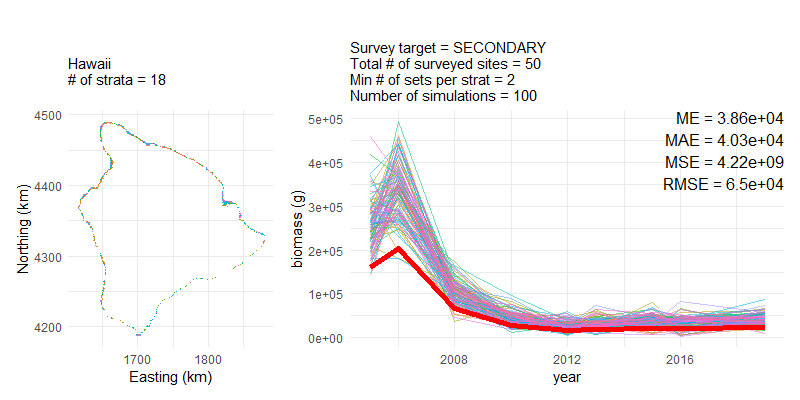 Hawaii
# of strata = 18
4500
4400
4300
4200
Northing (km)
1700 1800
Easting (km)
Survey target = SECONDARY
Total # of surveyed sites = 50
Min # of sets per strat = 2
Number of simulations = 100
ME = 3.86e+04
MAE = 4.03e+04
MSE = 4.22e+09
RMSE = 6.5e+04
5e+05
4e+05
3e+05
2e+05
1e+05
0e+00
biomass (g)
2008 2012 2016
year